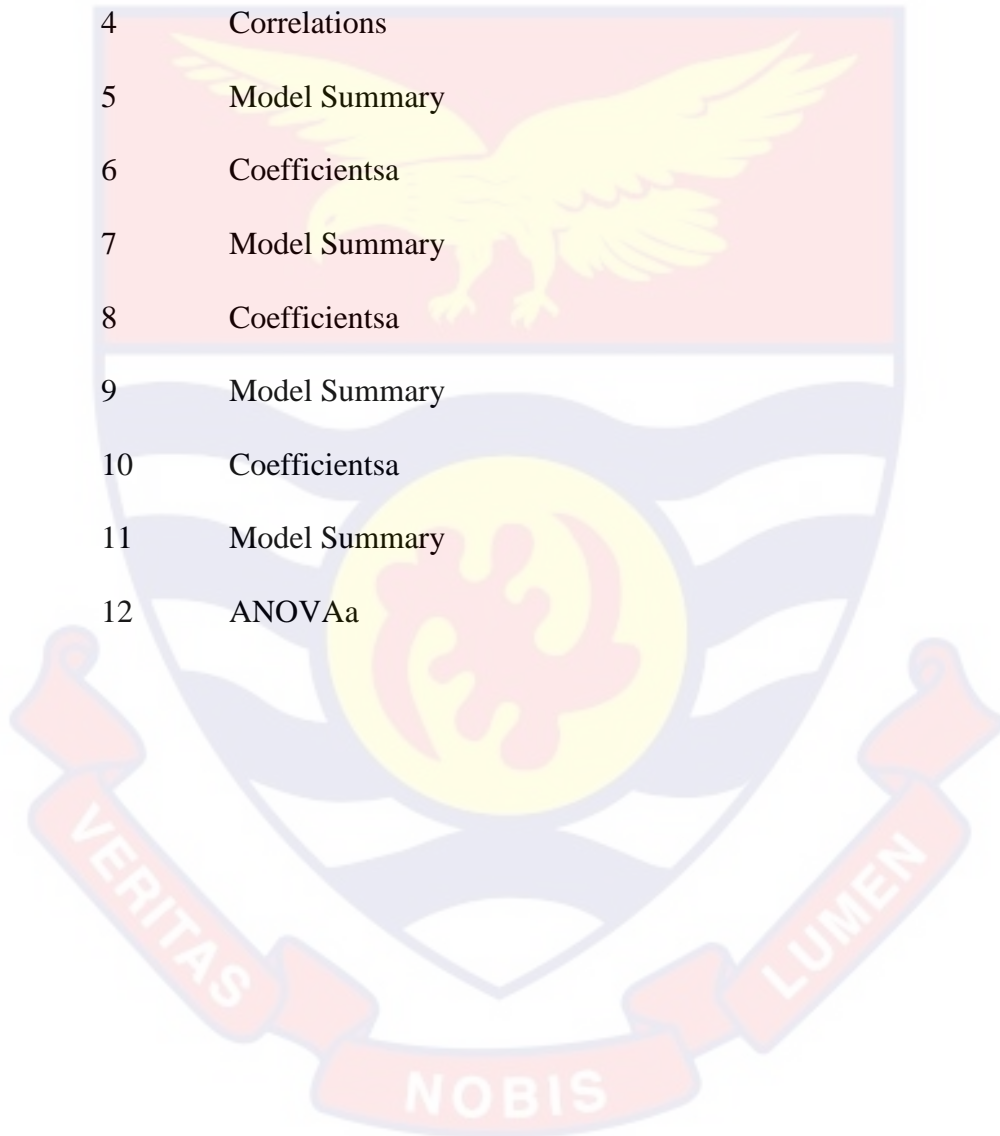 4 Correlations
5 Model Summary
6 Coefficientsa
7 Model Summary
8 Coefficientsa
9 Model Summary
10 Coefficientsa
11 Model Summary
12 ANOVAa
VERITAS
NOBIS
LUMEN